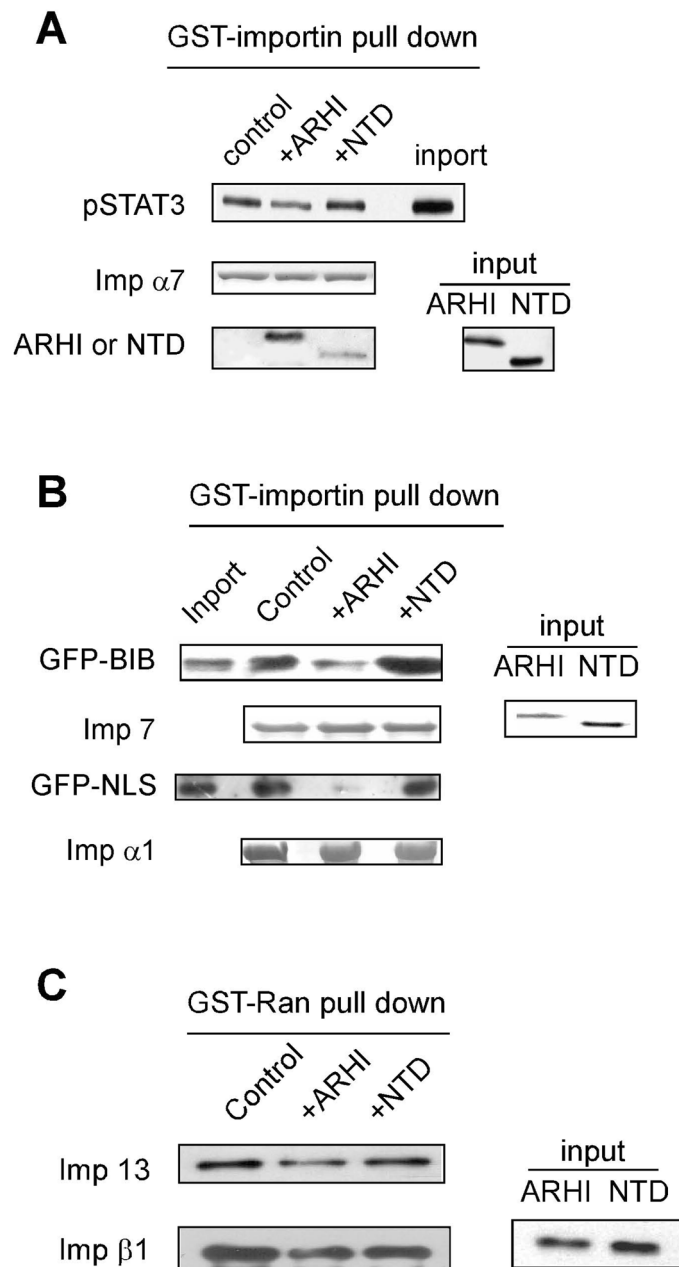 A
GST-importin pull down
control +ARHI +NTD inport
pSTAT3
Imp α7
ARHI or NTD
input
ARHI NTD
B
GST-importin pull down
Inport Control +ARHI +NTD
GFP-BIB
Imp 7
GFP-NLS
Imp α1
input
ARHI NTD
C
GST-Ran pull down
Control +ARHI +NTD
Imp 13
Imp β1
input
ARHI NTD